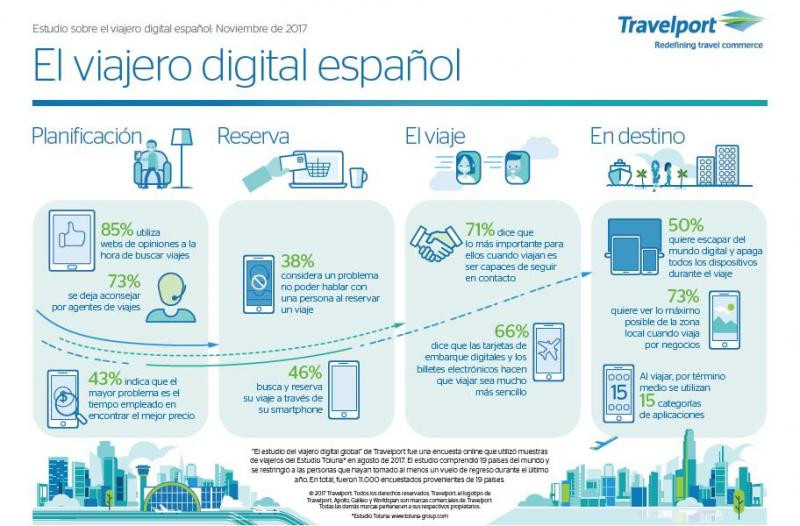 Estudio sobre el viajero digital español: Noviembre de 2017
El viajero digital español
Travelport
Redefining travel commerce
Planificación
85% utiliza
webs de opiniones a la
hora de buscar viajes
73%
se deja aconsejar
por agentes de viajes
43% indica que el
mayor problema es el
tiempo empleado en
encontrar el mejor precio
Reserva
38%
considera un problema
no poder hablar con
una persona al reservar
un viaje
46%
busca y reserva
su viaje a través de
su smartphone
El viaje
71% dice que
lo más importante para
ellos cuando viajan es
ser capaces de seguir
en contacto
66%
dice que las tarjetas de
embarque digitales y los
billetes electrónicos hacen
que viajar sea mucho
más sencillo
En destino
50%
quiere escapar del
mundo digital y apaga
todos los dispositivos
durante el viaje
73%
quiere ver lo máximo
posible de la zona
local cuando viaja
por negocios
15
Al viajar, por término
medio se utilizan
15 categorías
de aplicaciones
"El estudio del viajero digital global" de Travelport fue una encuesta online que utilizó muestras
de viajeros del Estudio Toluna* en agosto de 2017. El estudio comprendió 19 países del mundo y
se restringió a las personas que hayan tomado al menos un vuelo de regreso durante el último
año. En total, fueron 11.000 encuestados provenientes de 19 países.
© 2017 Travelport. Todos los derechos reservados. Travelport, el logotipo de
Travelport, Apollo, Galileo y Worldspan son marcas comerciales de Travelport.
Todas las demás marcas pertenecen a sus respectivos propietarios.
*Estudio Toluna: www.toluna-group.com